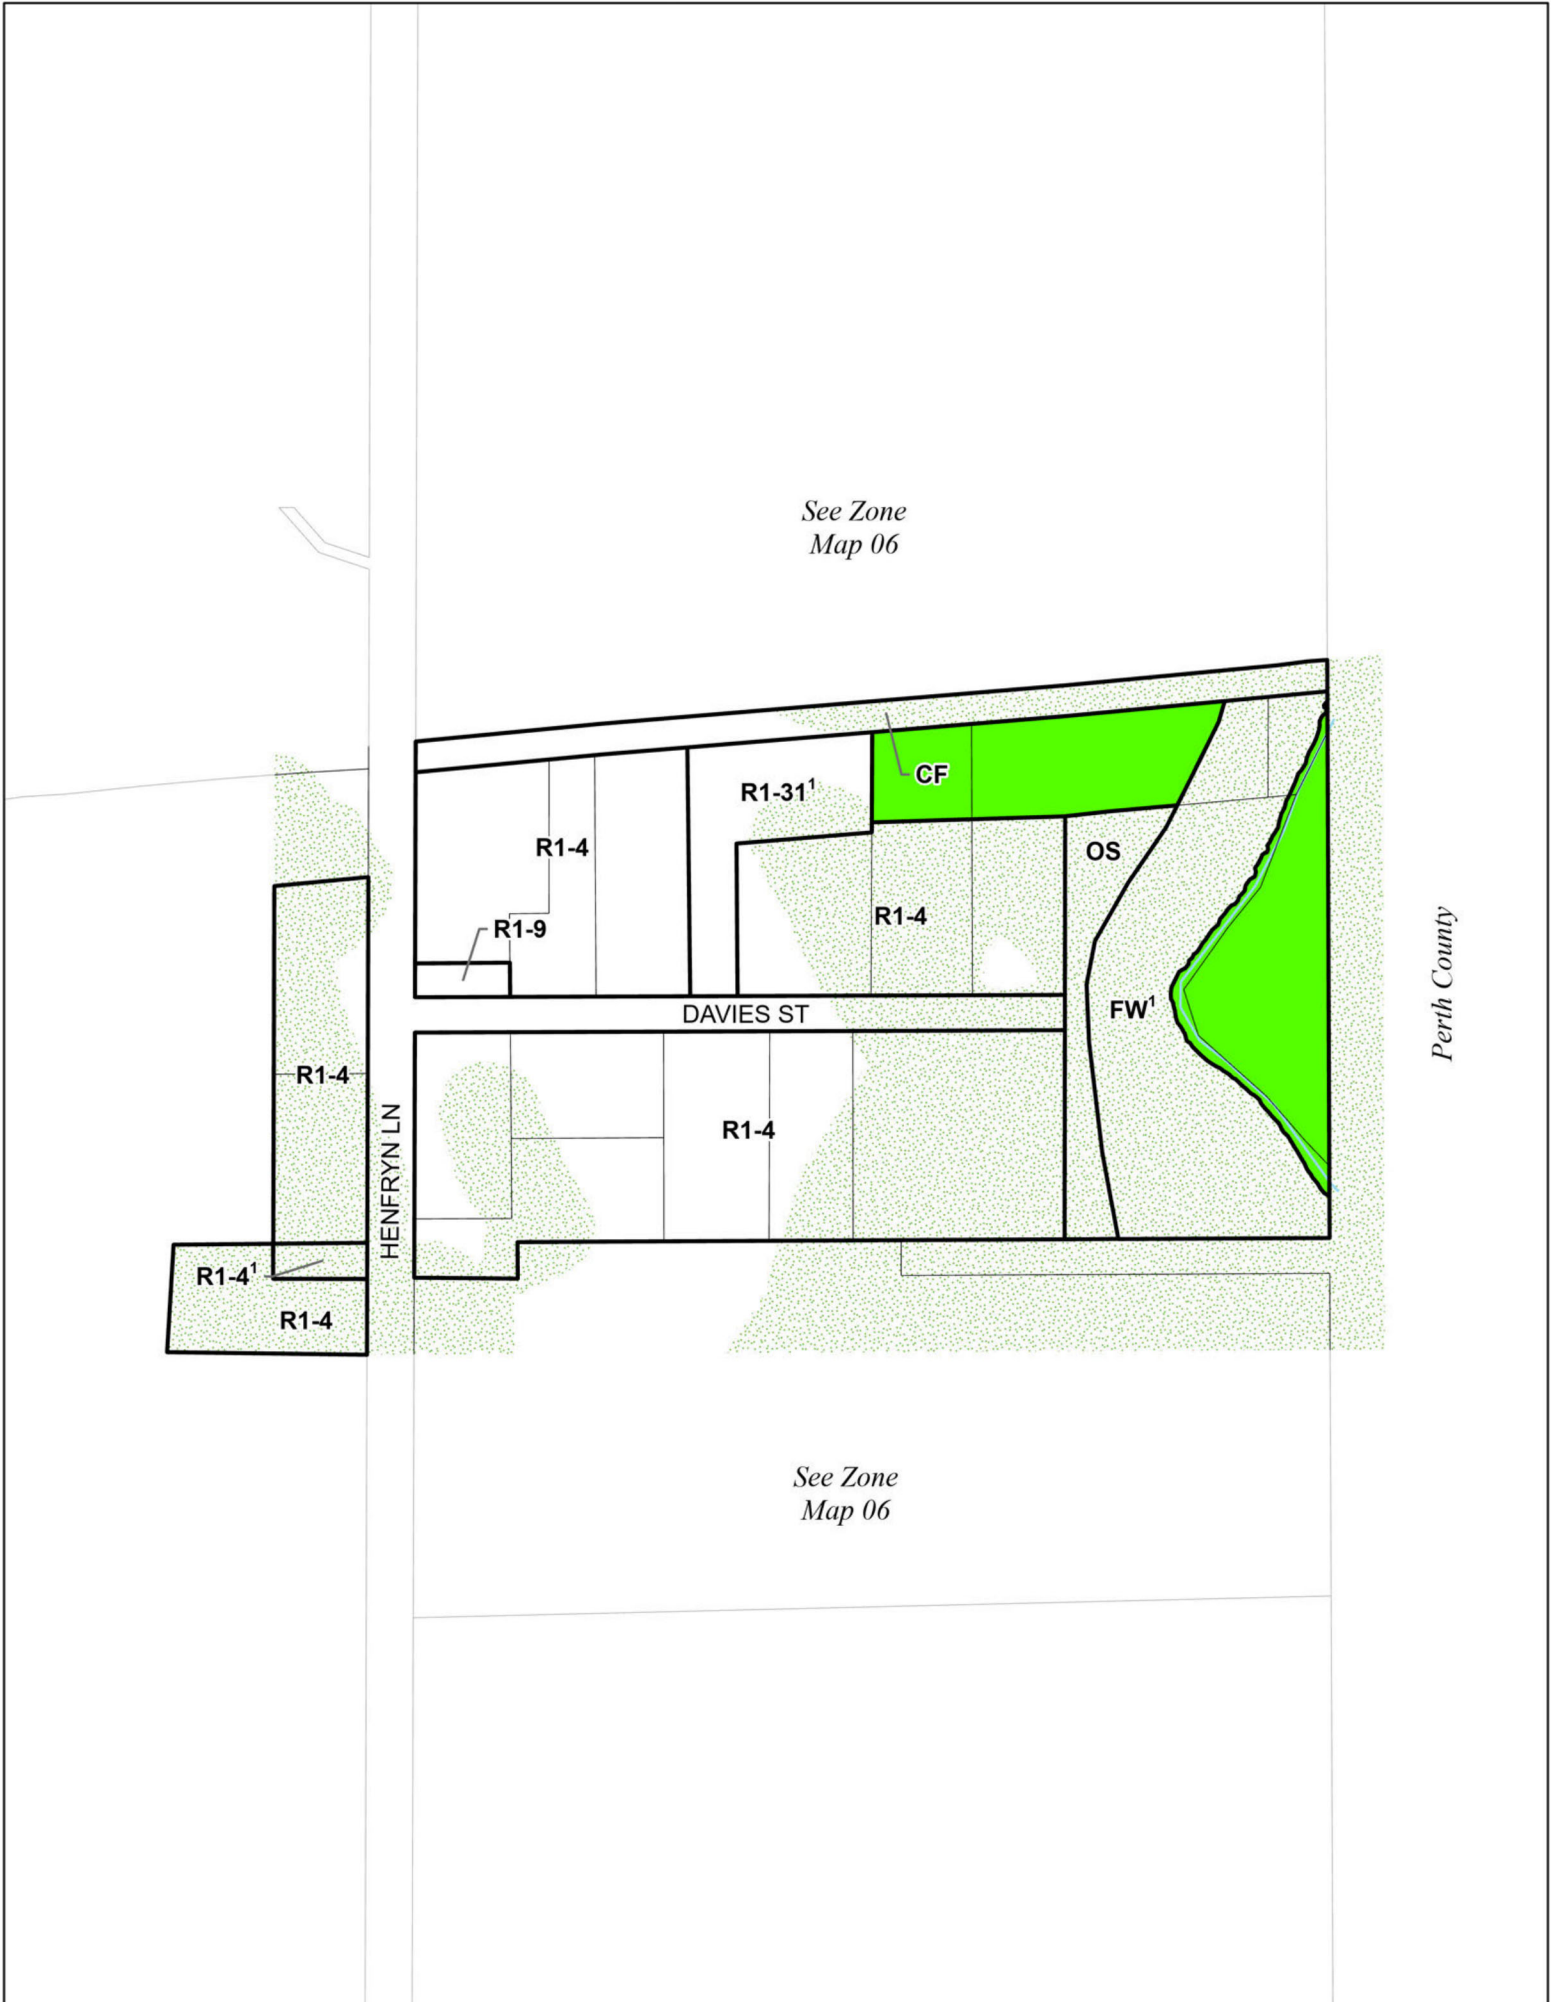 See Zone
Map 06
CF
R1-31¹
R1-4
OS
R1-4
R1-9
Perth County
FW¹
DAVIES ST
R1-4
R1-4
HENFRYN LN
R1-4¹
R1-4
See Zone
Map 06